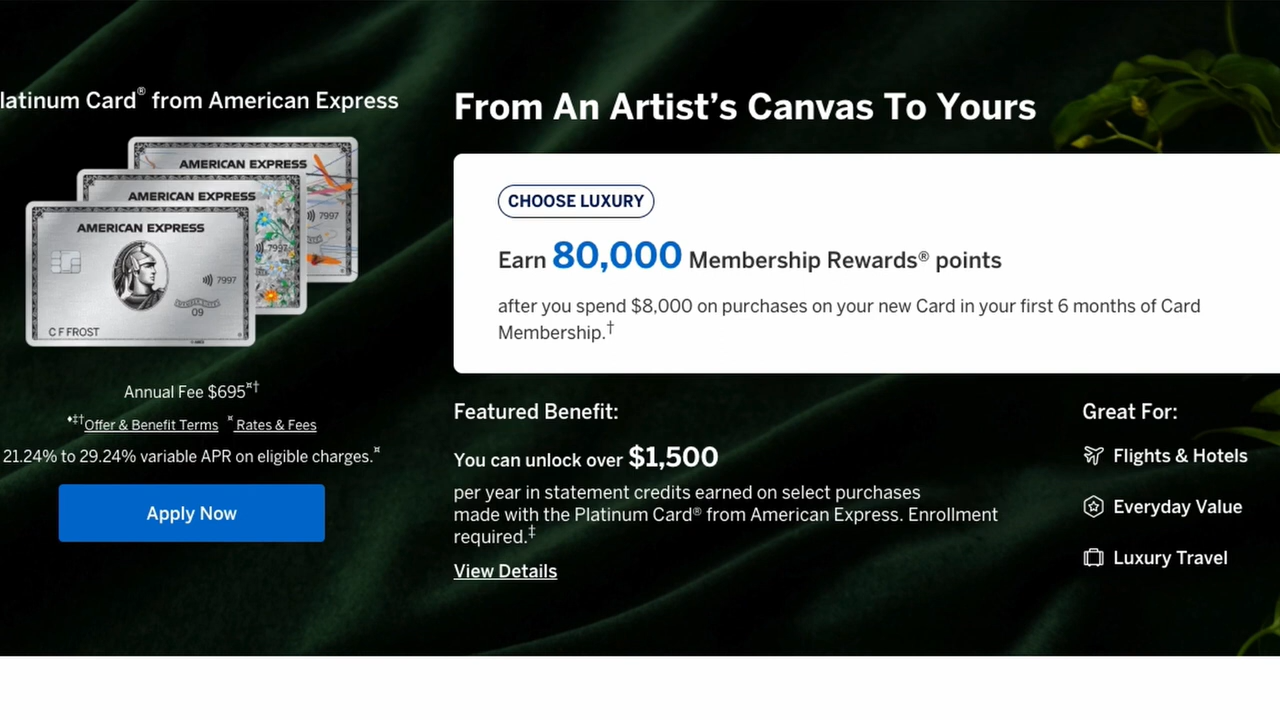 latinum Card® from American Express
AMERICAN EXPRESS
7997
AMERICAN EXPRESS
7997
AMERICAN EXPRESS
7997
09
C F FROST
Annual Fee $695¤†
♦‡†Offer & Benefit Terms ¤Rates & Fees
21.24% to 29.24% variable APR on eligible charges.¤
Apply Now
From An Artist’s Canvas To Yours
CHOOSE LUXURY
Earn 80,000 Membership Rewards® points
after you spend $8,000 on purchases on your new Card in your first 6 months of Card
Membership.†
Featured Benefit:
You can unlock over $1,500
per year in statement credits earned on select purchases
made with the Platinum Card® from American Express. Enrollment
required.‡
View Details
Great For:
Flights & Hotels
Everyday Value
Luxury Travel